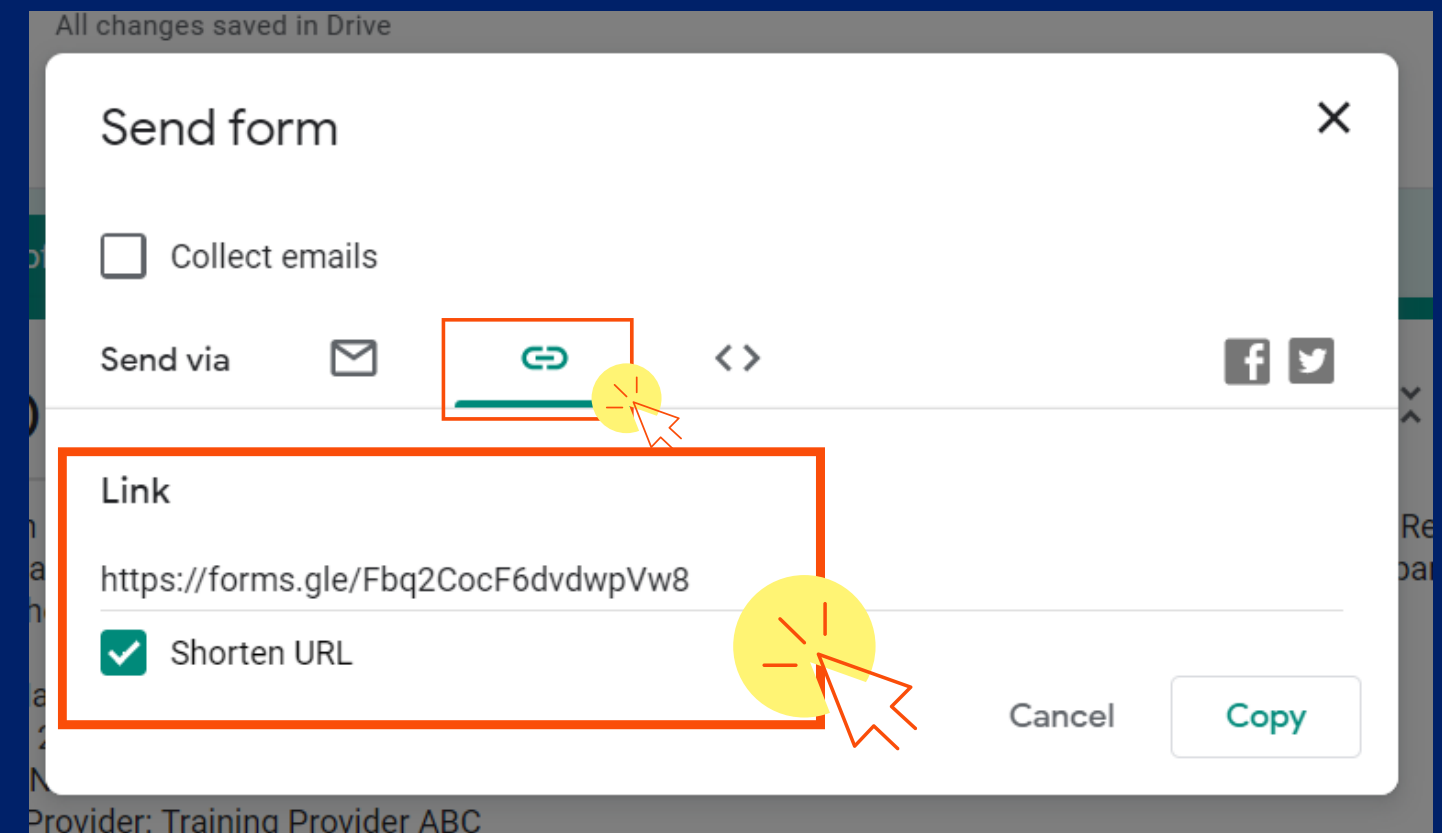 All changes saved in Drive
Send form
Collect emails
Send via
Link
https://forms.gle/Fbq2CocF6dvdwpVw8
Shorten URL
Cancel
Copy
Provider: Training Provider ABC